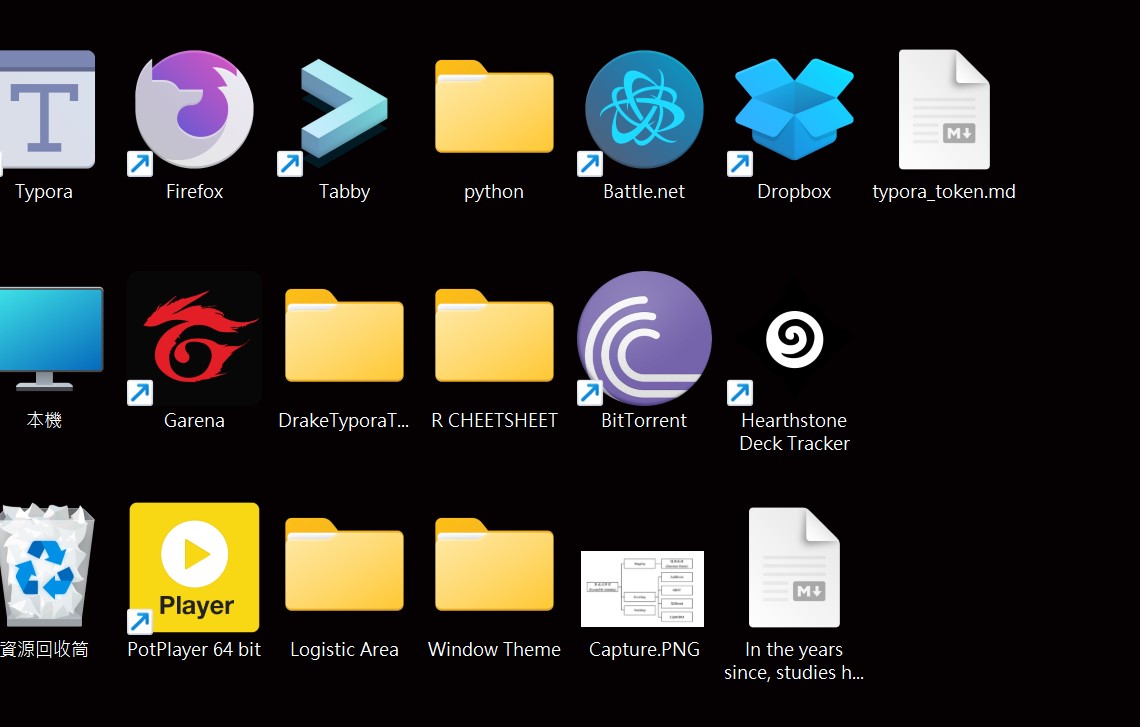 Typora
Firefox
Tabby
python
Battle.net
Dropbox
typora_token.md
本機
Garena
DrakeTyporaT...
R CHEETSHEET
BitTorrent
Hearthstone
Deck Tracker
Player
資源回收筒
PotPlayer 64 bit
Logistic Area
Window Theme
Capture.PNG
In the years
since, studies h...